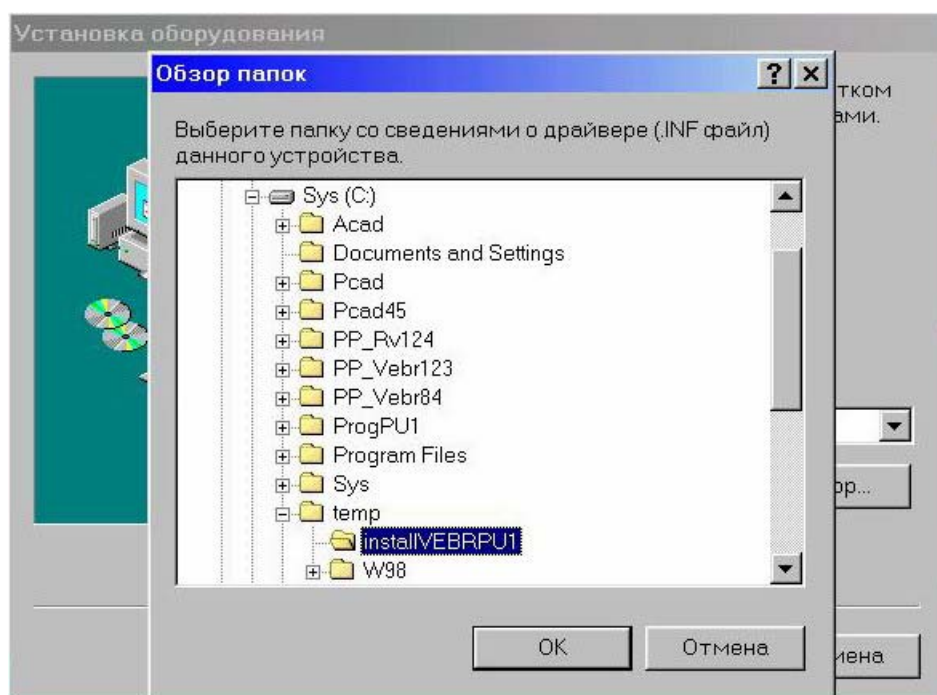 Установка оборудования
Обзор папок
тком
ами.
Выберите папку со сведениями о драйвере (.INF файл)
данного устройства.
Sys (C:)
Acad
Documents and Settings
Pcad
Pcad45
PP_Rv124
PP_Vebr123
PP_Vebr84
ProgPU1
Program Files
Sys
temp
installVEBRPU1
W98
ор...
OK
Отмена
мена